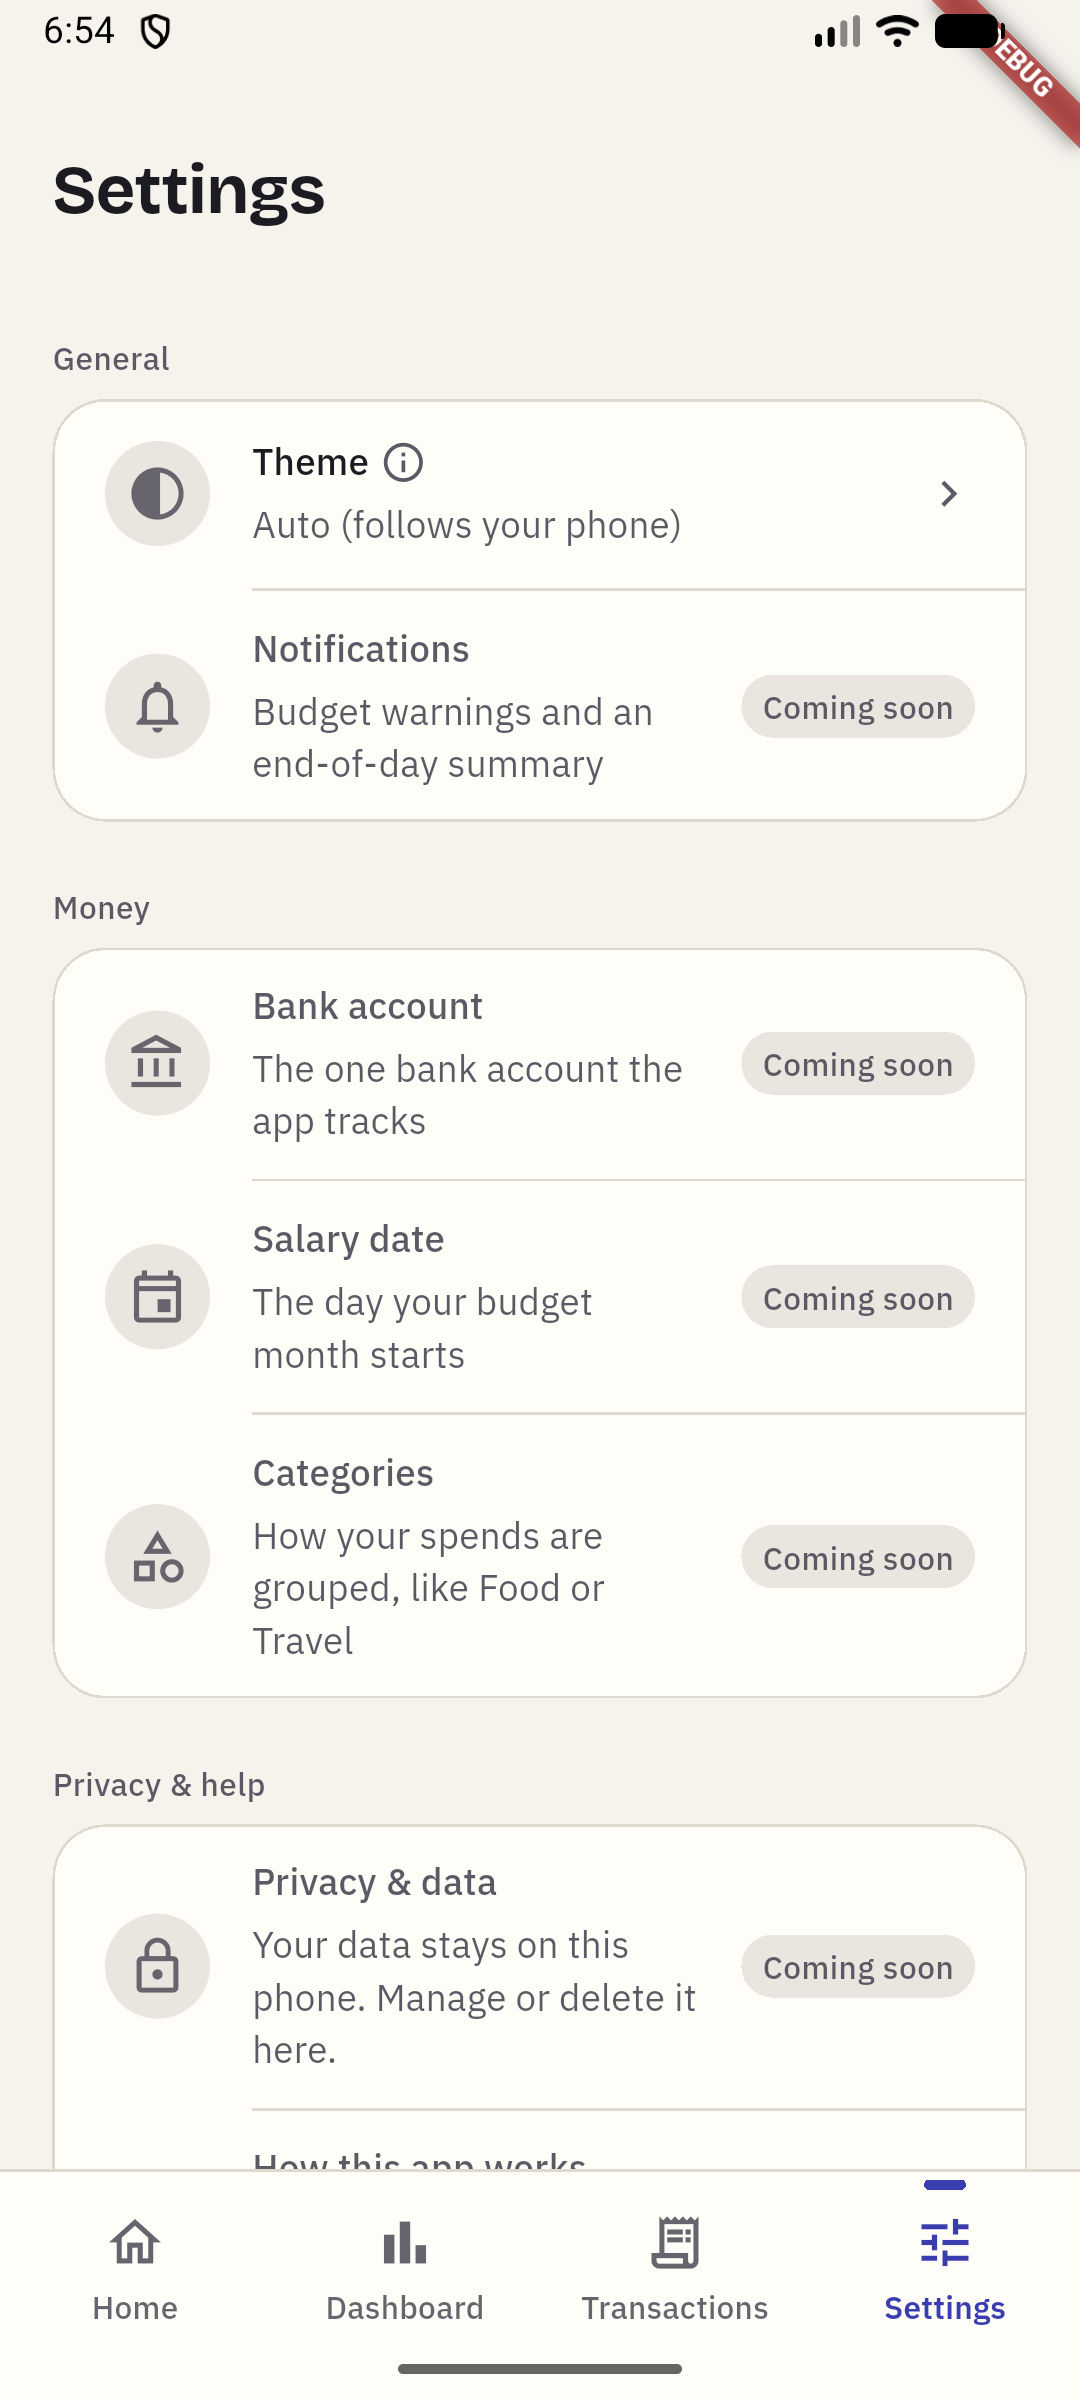 6:54
EBUG
Settings
General
Theme
Auto (follows your phone)
Notifications
Budget warnings and an
end-of-day summary
Coming soon
Money
Bank account
The one bank account the
app tracks
Coming soon
Salary date
The day your budget
month starts
Coming soon
Categories
How your spends are
grouped, like Food or
Travel
Coming soon
Privacy & help
Privacy & data
Your data stays on this
phone. Manage or delete it
here.
Coming soon
How this app works
Home
Dashboard
Transactions
Settings